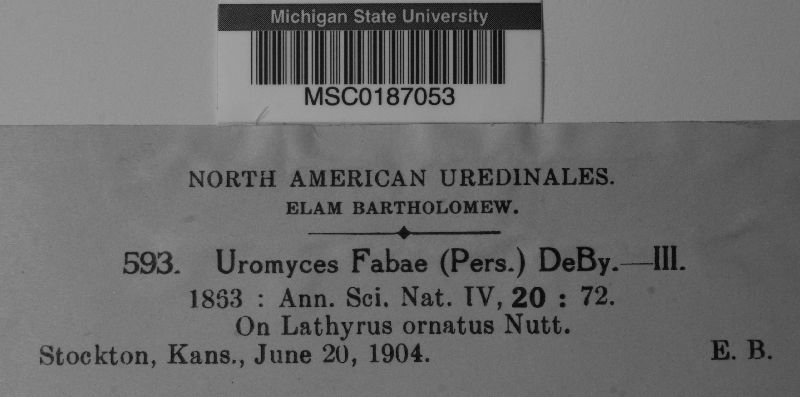 Michigan State University
MSC0187053
NORTH AMERICAN UREDINALES.
ELAM BARTHOLOMEW.
593. Uromyces Fabae (Pers.) DeBy.—III.
1863 : Ann. Sci. Nat. IV, 20 : 72.
On Lathyrus ornatus Nutt.
Stockton, Kans., June 20, 1904. E. B.